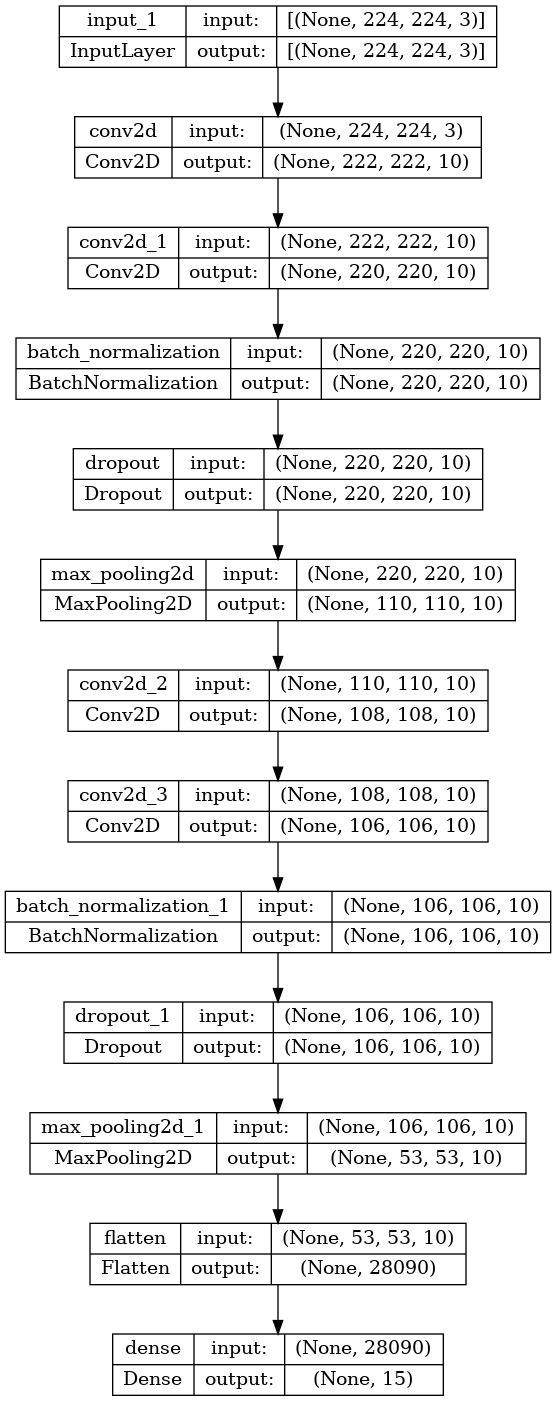 input_1 input: [(None, 224, 224, 3)]
InputLayer output: [(None, 224, 224, 3)]
conv2d input: (None, 224, 224, 3)
Conv2D output: (None, 222, 222, 10)
conv2d_1 input: (None, 222, 222, 10)
Conv2D output: (None, 220, 220, 10)
batch_normalization input: (None, 220, 220, 10)
BatchNormalization output: (None, 220, 220, 10)
dropout input: (None, 220, 220, 10)
Dropout output: (None, 220, 220, 10)
max_pooling2d input: (None, 220, 220, 10)
MaxPooling2D output: (None, 110, 110, 10)
conv2d_2 input: (None, 110, 110, 10)
Conv2D output: (None, 108, 108, 10)
conv2d_3 input: (None, 108, 108, 10)
Conv2D output: (None, 106, 106, 10)
batch_normalization_1 input: (None, 106, 106, 10)
BatchNormalization output: (None, 106, 106, 10)
dropout_1 input: (None, 106, 106, 10)
Dropout output: (None, 106, 106, 10)
max_pooling2d_1 input: (None, 106, 106, 10)
MaxPooling2D output: (None, 53, 53, 10)
flatten input: (None, 53, 53, 10)
Flatten output: (None, 28090)
dense input: (None, 28090)
Dense output: (None, 15)